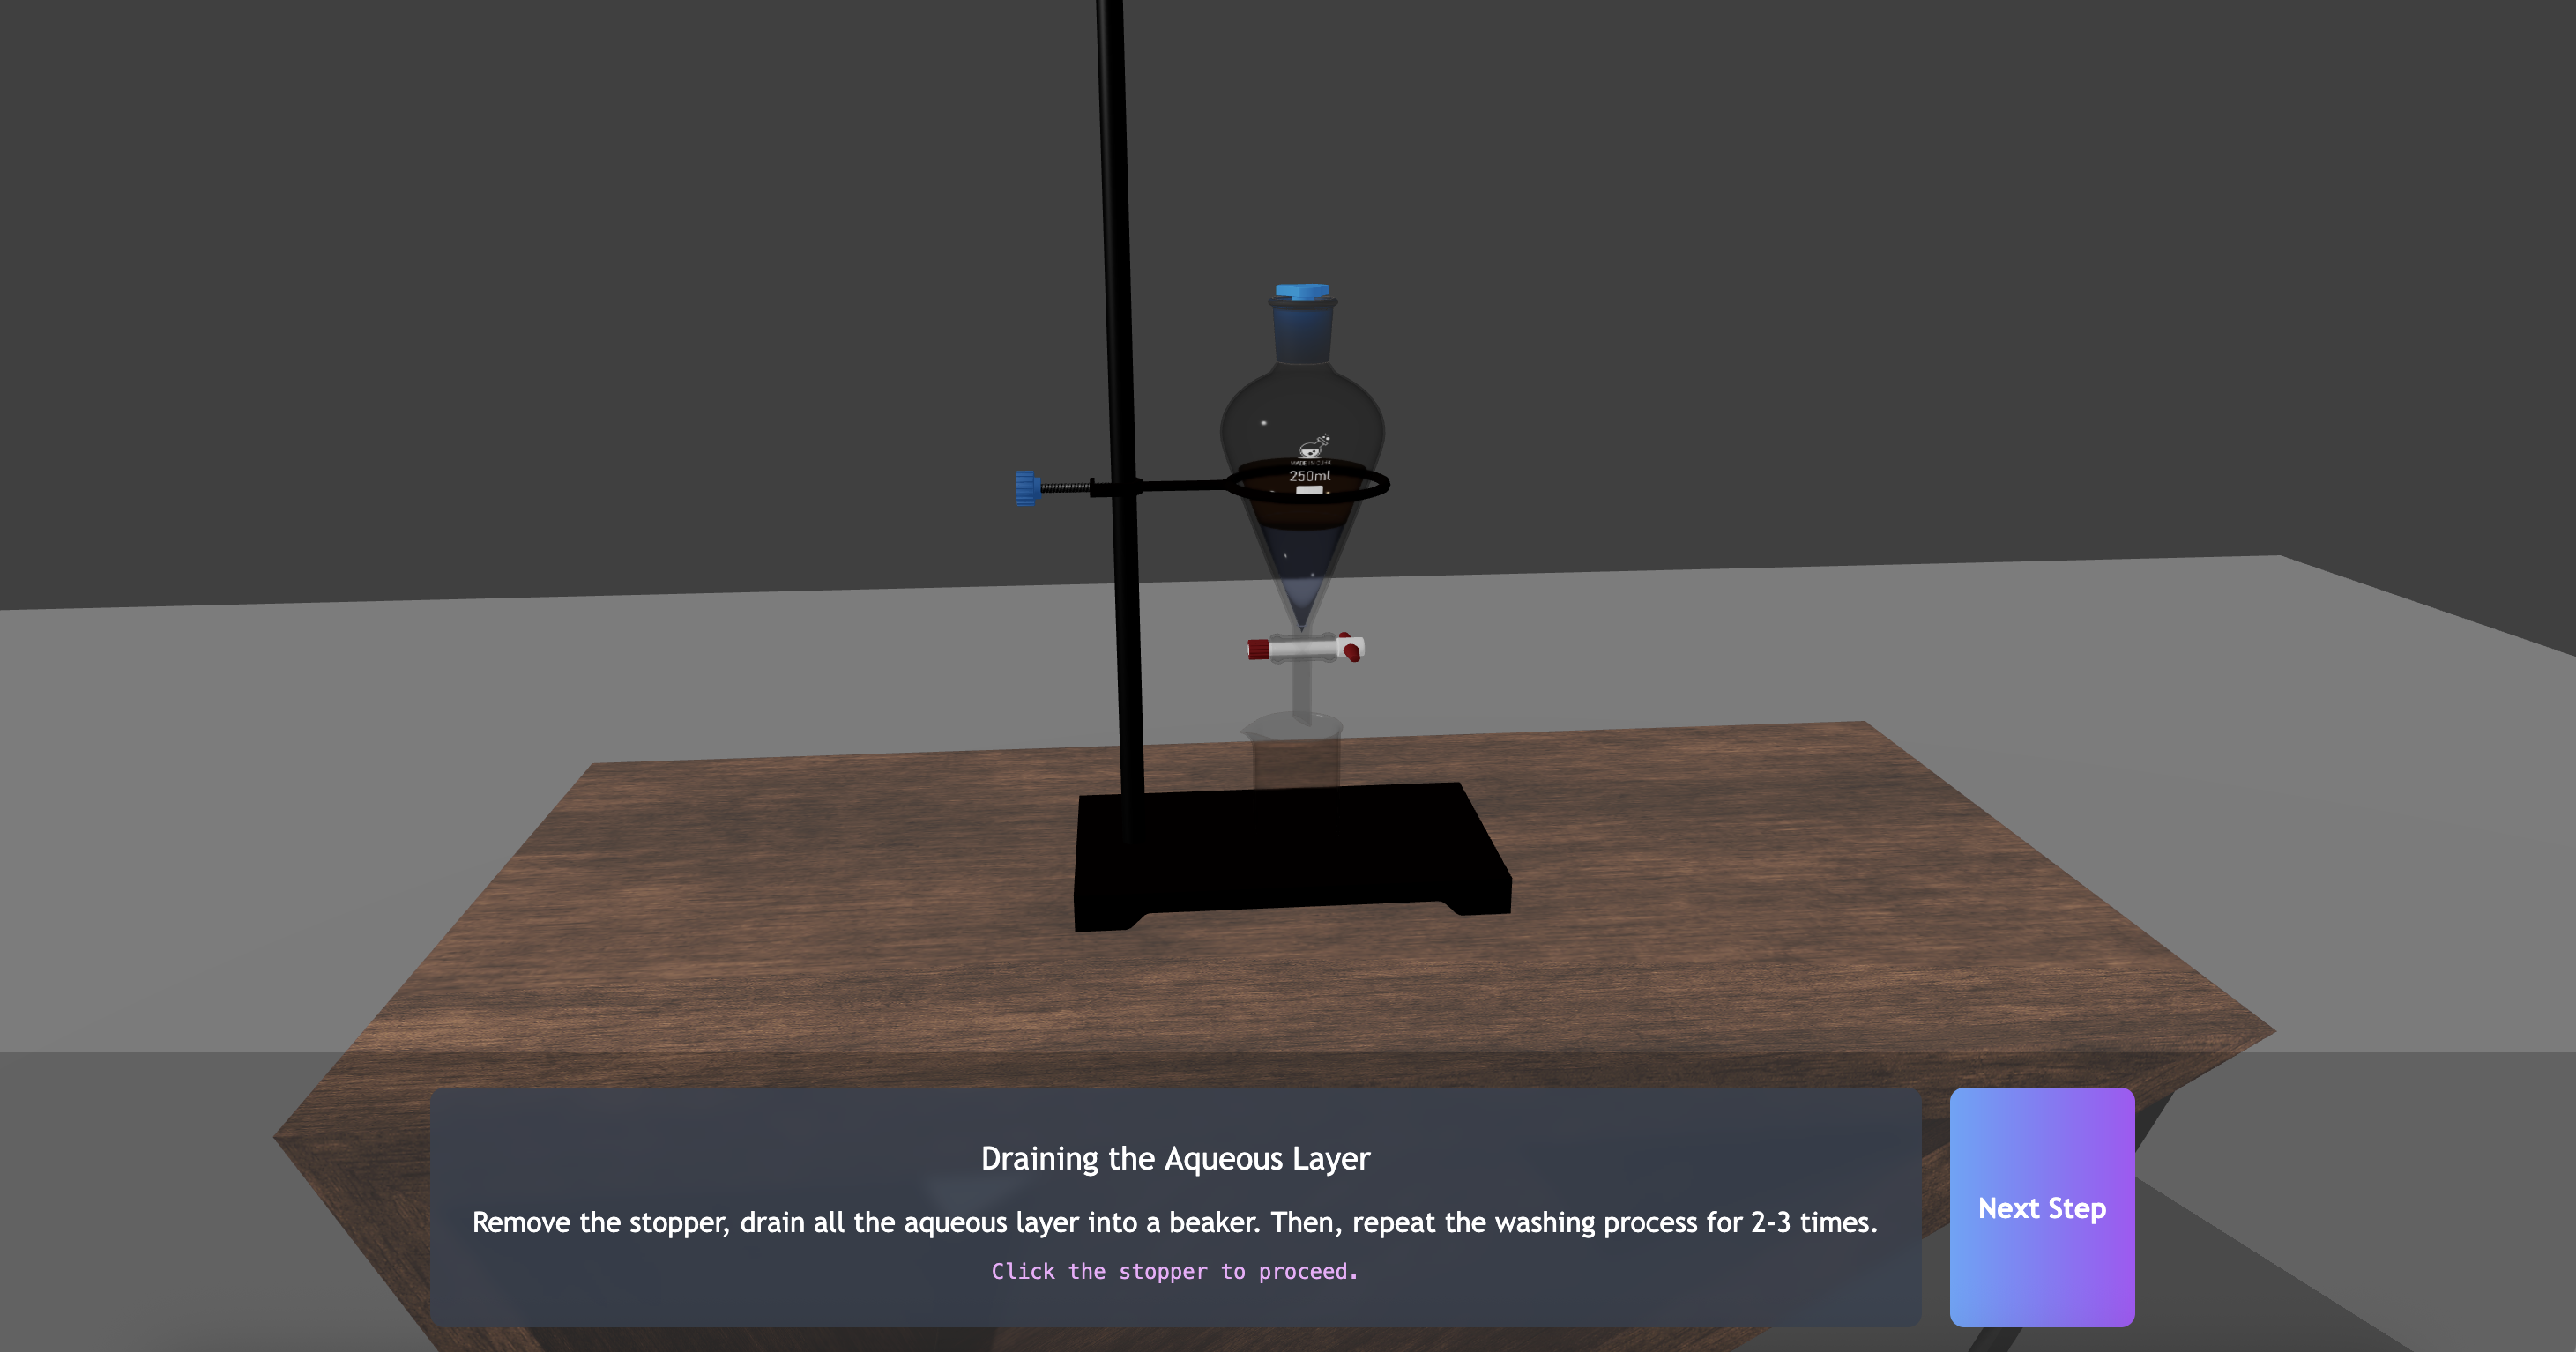 250ml
Draining the Aqueous Layer
Remove the stopper, drain all the aqueous layer into a beaker. Then, repeat the washing process for 2-3 times.
Click the stopper to proceed.
Next Step